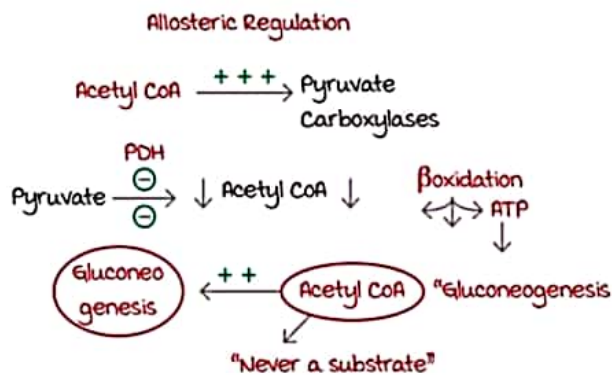 Allosteric Regulation
Acetyl CoA + + + Pyruvate
Carboxylases
PDH
Pyruvate − − ↓ Acetyl CoA ↓
βoxidation
ATP
Gluconeo
genesis
+ + Acetyl CoA "Gluconeogenesis
"Never a substrate"